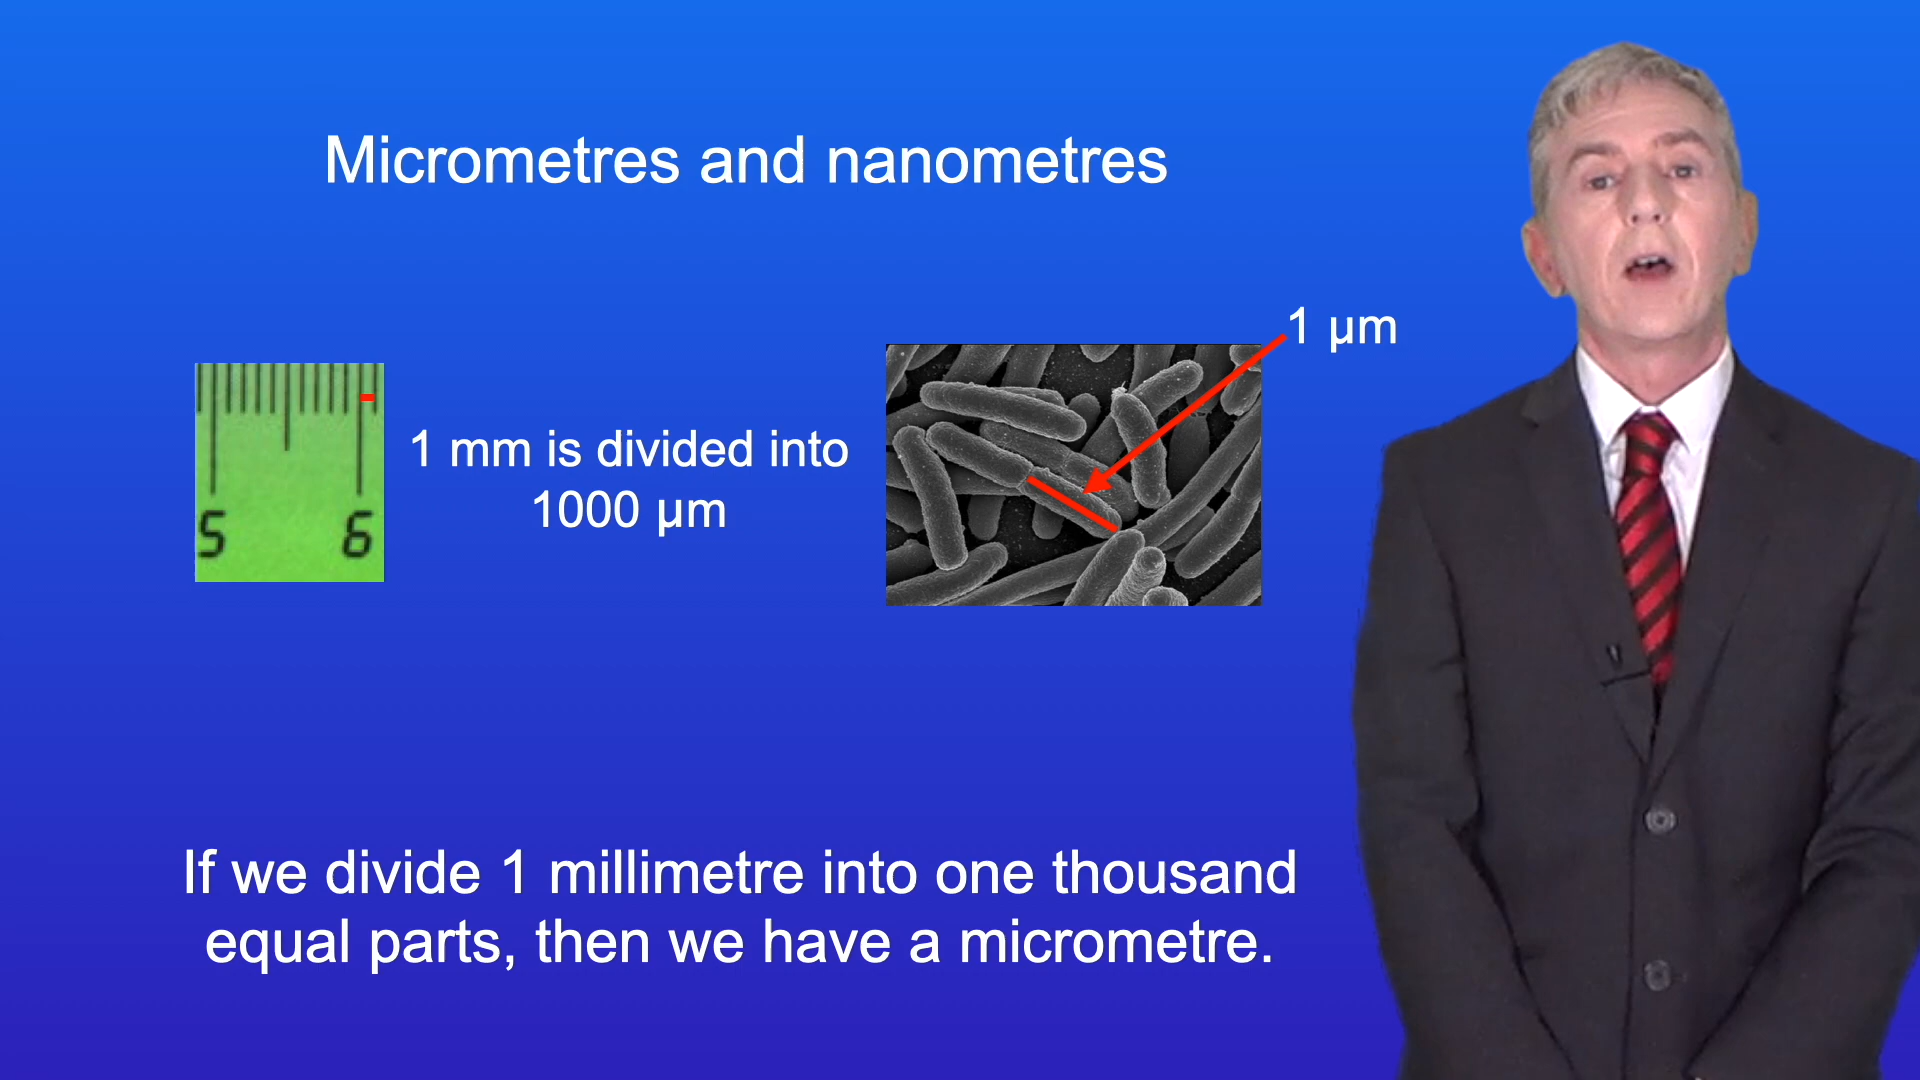 Micrometres and nanometres
1 µm
1 mm is divided into
1000 µm
5 6
If we divide 1 millimetre into one thousand
equal parts, then we have a micrometre.